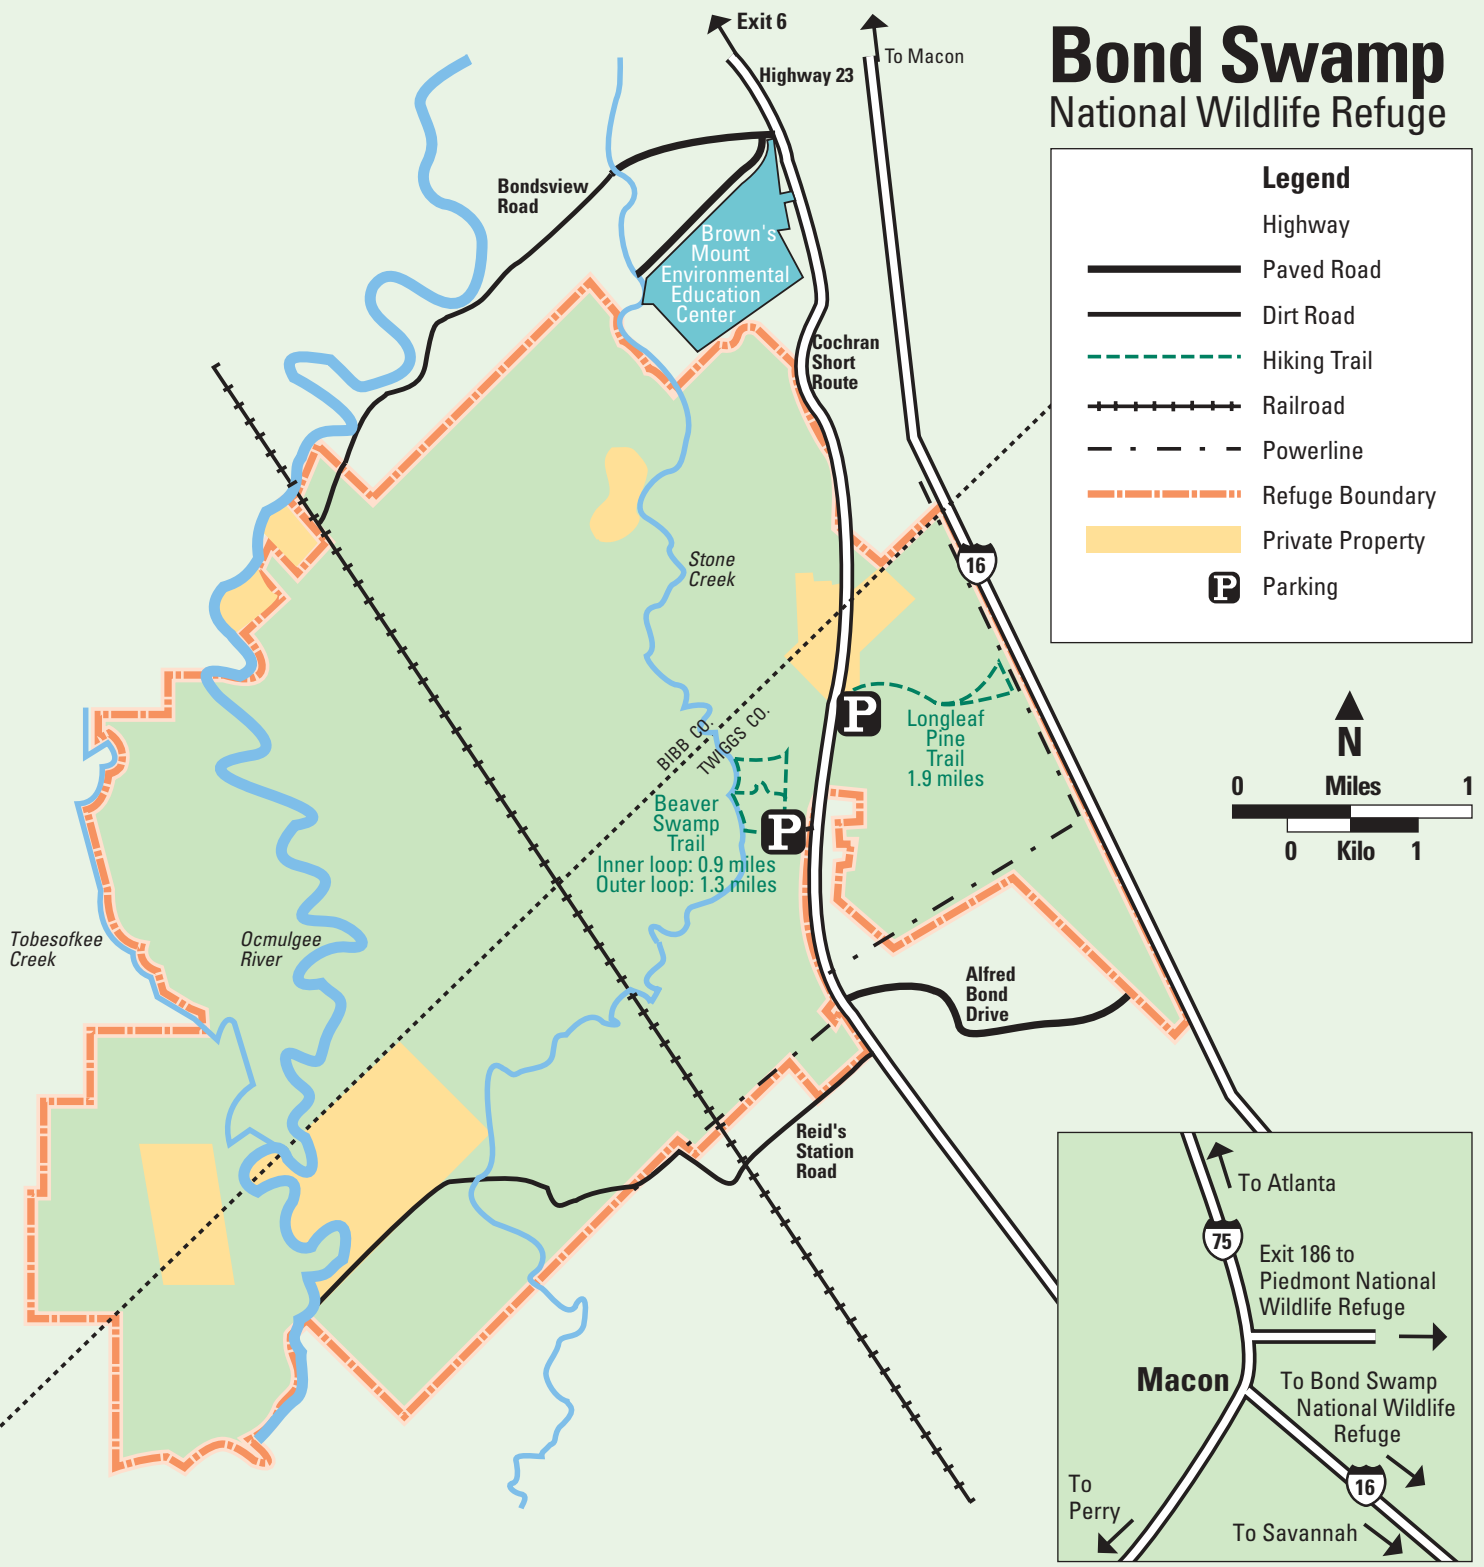 Exit 6
Highway 23
To Macon
Bond Swamp
National Wildlife Refuge
Legend
Highway
Paved Road
Dirt Road
Hiking Trail
Railroad
Powerline
Refuge Boundary
Private Property
P Parking
Bondsview
Road
Brown's
Mount
Environmental
Education
Center
Cochran
Short
Route
16
Stone
Creek
BIBB CO.
TWIGGS CO.
P
Longleaf
Pine
Trail
1.9 miles
P
Beaver
Swamp
Trail
Inner loop: 0.9 miles
Outer loop: 1.3 miles
N
0 Miles 1
0 Kilo 1
Tobesofkee
Creek
Ocmulgee
River
Alfred
Bond
Drive
Reid's
Station
Road
To Atlanta
75
Exit 186 to
Piedmont National
Wildlife Refuge
Macon
To Bond Swamp
National Wildlife
Refuge
16
To
Perry
To Savannah